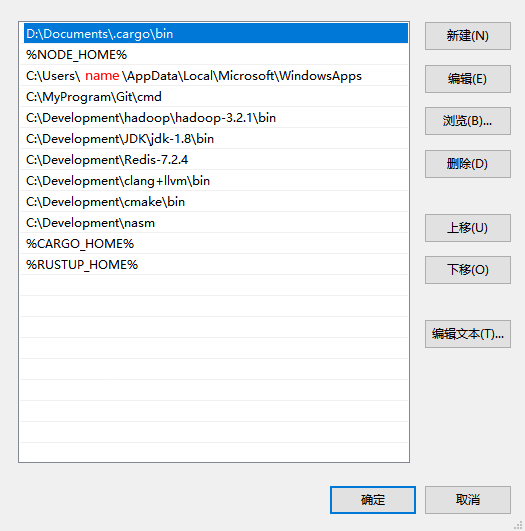 D:\Documents\.cargo\bin
%NODE_HOME%
C:\Users\ name \AppData\Local\Microsoft\WindowsApps
C:\MyProgram\Git\cmd
C:\Development\hadoop\hadoop-3.2.1\bin
C:\Development\JDK\jdk-1.8\bin
C:\Development\Redis-7.2.4
C:\Development\clang+llvm\bin
C:\Development\cmake\bin
C:\Development\nasm
%CARGO_HOME%
%RUSTUP_HOME%
新建(N)
编辑(E)
浏览(B)...
删除(D)
上移(U)
下移(O)
编辑文本(T)...
确定
取消